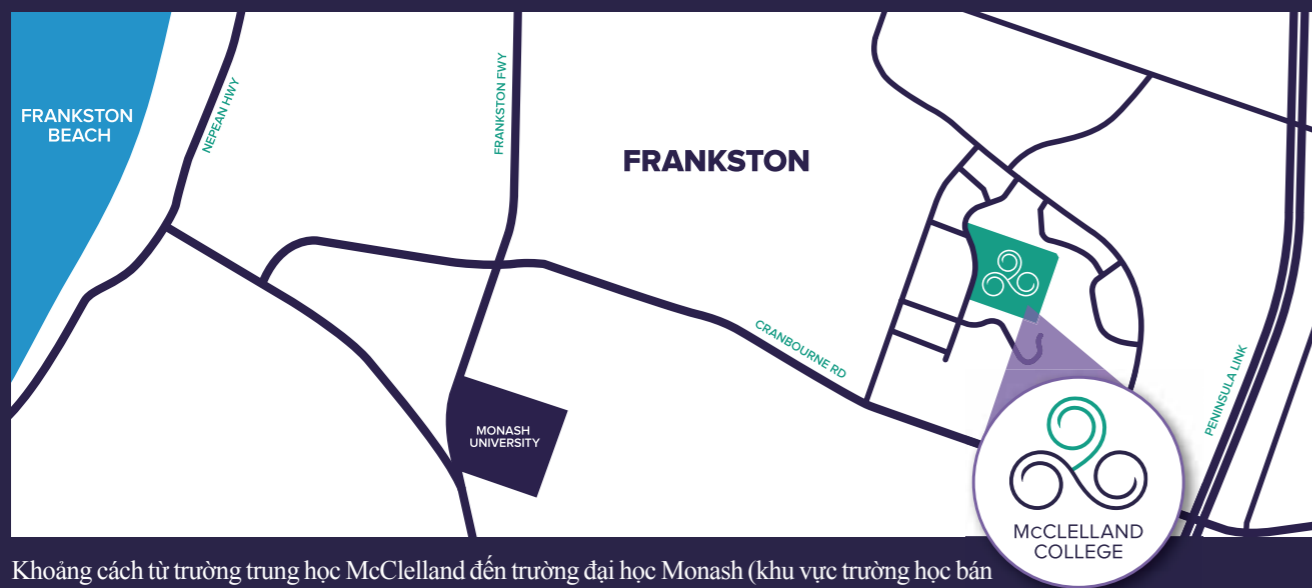 FRANKSTON
BEACH
NEPEAN HWY
FRANKSTON FWY
FRANKSTON
CRANBOURNE RD
PENINSULA LINK
MONASH
UNIVERSITY
McCLELLAND
COLLEGE
Khoảng cách từ trường trung học McClelland đến trường đại học Monash (khu vực trường học bán